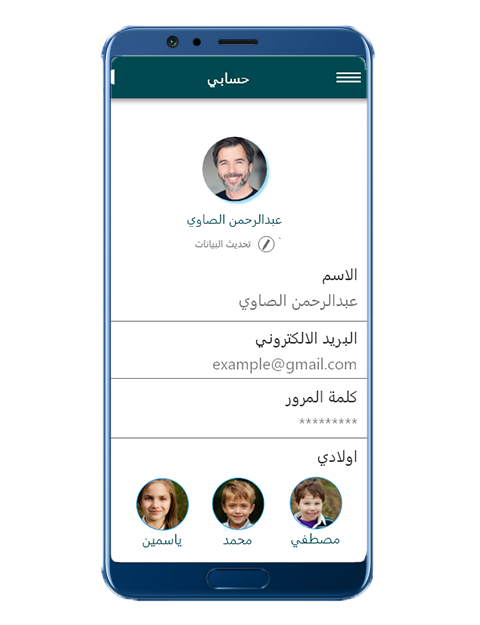 حسابي
عبدالرحمن الصاوي
تحديث البيانات
الاسم
عبدالرحمن الصاوي
البريد الالكتروني
example@gmail.com
كلمة المرور
*********
اولادي
مصطفي
محمد
ياسمين